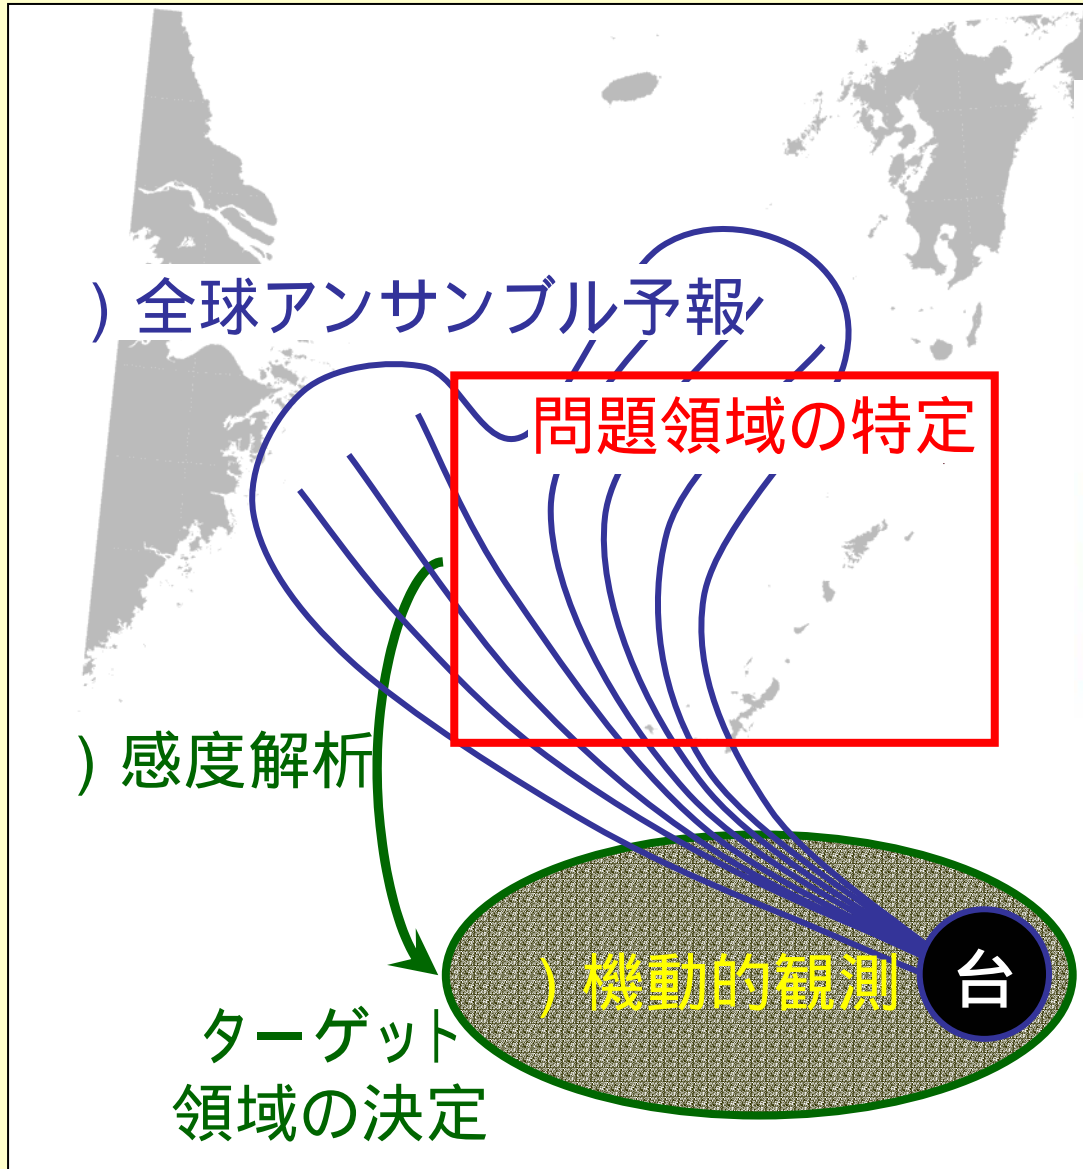 ）全球アンサンブル予報
問題領域の特定
）感度解析
）機動的観測
台
ターゲット
領域の決定